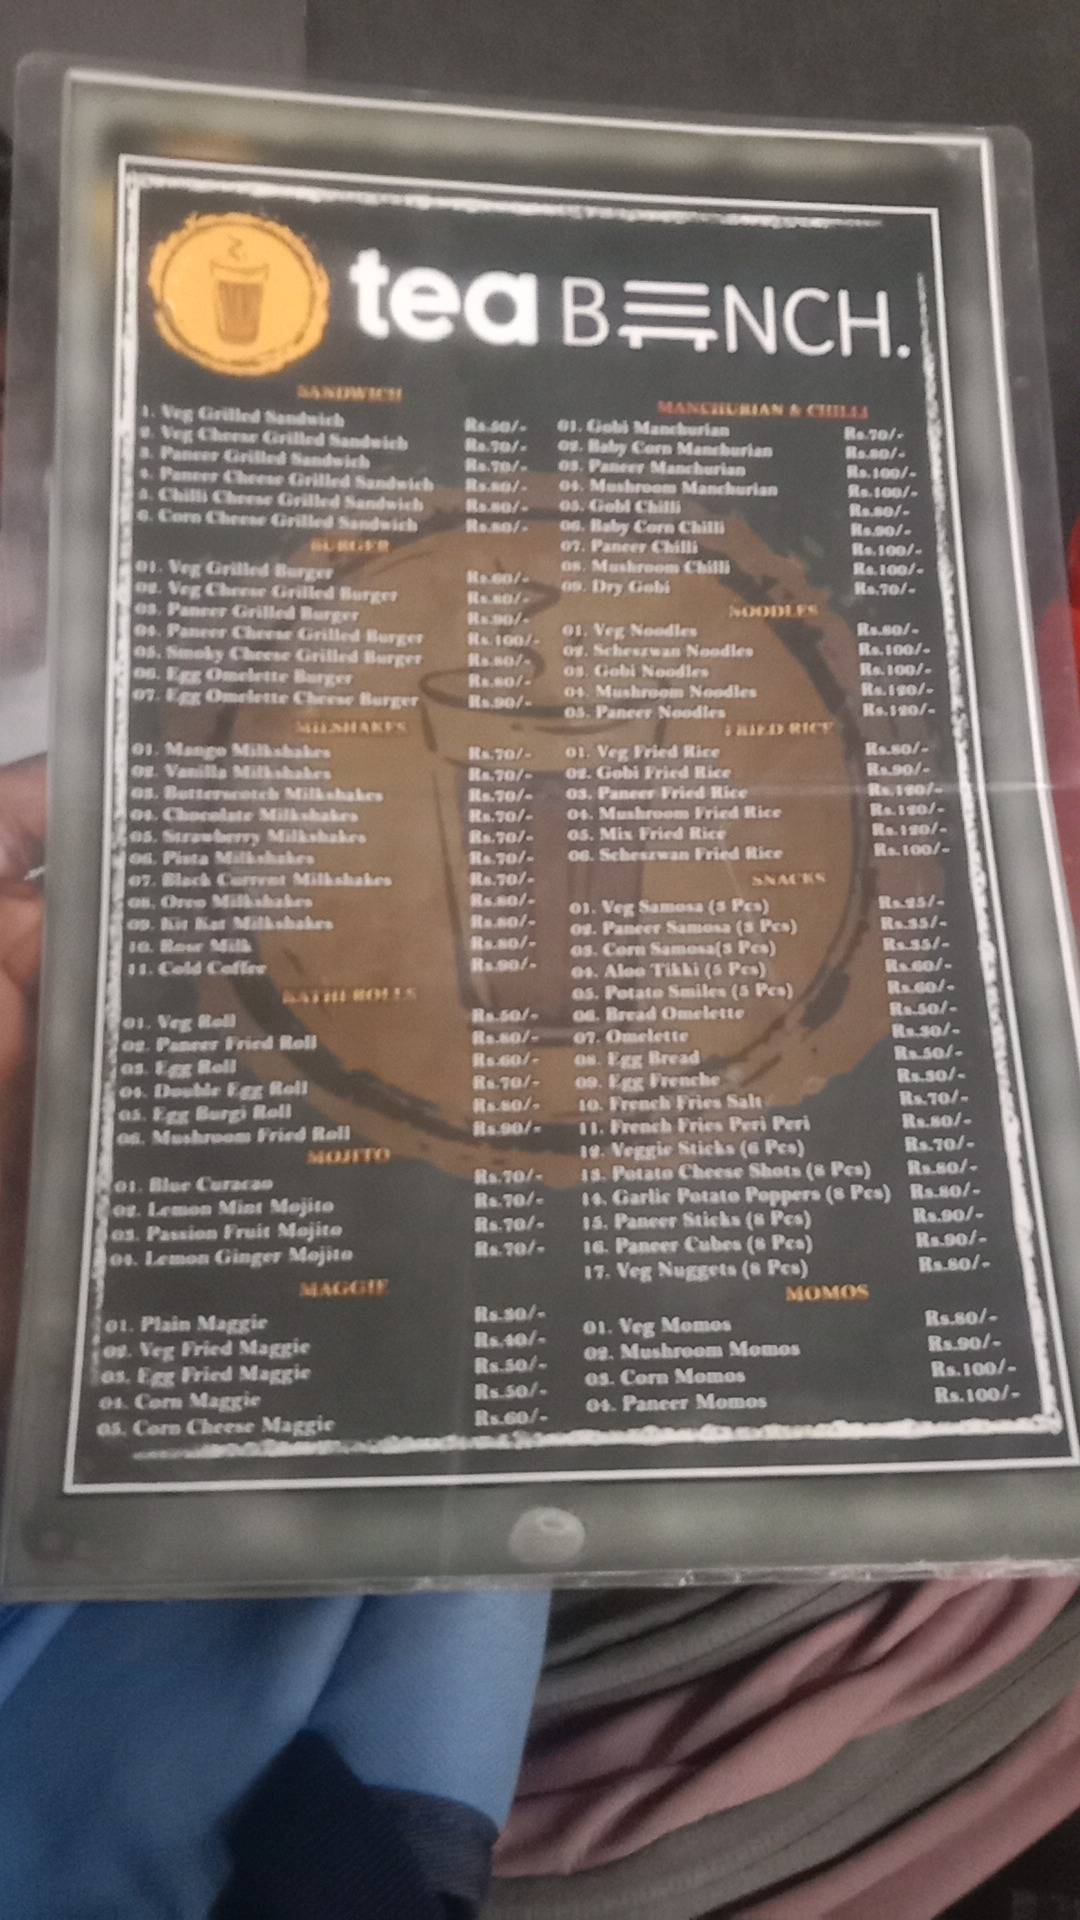 tea BENCH.
SANDWICH
1. Veg Grilled Sandwich Rs.60/-
2. Veg Cheese Grilled Sandwich Rs.70/-
3. Paneer Grilled Sandwich Rs.70/-
4. Paneer Cheese Grilled Sandwich Rs.80/-
5. Chilli Cheese Grilled Sandwich Rs.80/-
6. Corn Cheese Grilled Sandwich Rs.80/-
BURGER
01. Veg Grilled Burger Rs.60/-
02. Veg Cheese Grilled Burger Rs.80/-
03. Paneer Grilled Burger Rs.90/-
04. Paneer Cheese Grilled Burger Rs.100/-
05. Smoky Cheese Grilled Burger Rs.80/-
06. Egg Omelette Burger Rs.80/-
07. Egg Omelette Cheese Burger Rs.90/-
MILSHAKES
01. Mango Milkshakes Rs.70/-
02. Vanilla Milkshakes Rs.70/-
03. Butterscotch Milkshakes Rs.70/-
04. Chocolate Milkshakes Rs.70/-
05. Strawberry Milkshakes Rs.70/-
06. Pista Milkshakes Rs.70/-
07. Black Current Milkshakes Rs.70/-
08. Oreo Milkshakes Rs.80/-
09. Kit Kat Milkshakes Rs.80/-
10. Rose Milk Rs.80/-
11. Cold Coffee Rs.90/-
KATHI ROLLS
01. Veg Roll Rs.50/-
02. Paneer Fried Roll Rs.80/-
03. Egg Roll Rs.60/-
04. Double Egg Roll Rs.70/-
05. Egg Burgi Roll Rs.80/-
06. Mushroom Fried Roll Rs.90/-
MOJITO
01. Blue Curacao Rs.70/-
02. Lemon Mint Mojito Rs.70/-
03. Passion Fruit Mojito Rs.70/-
04. Lemon Ginger Mojito Rs.70/-
MAGGIE
01. Plain Maggie Rs.30/-
02. Veg Fried Maggie Rs.40/-
03. Egg Fried Maggie Rs.50/-
04. Corn Maggie Rs.50/-
05. Corn Cheese Maggie Rs.60/-
MANCHURIAN & CHILLI
01. Gobi Manchurian Rs.70/-
02. Baby Corn Manchurian Rs.80/-
03. Paneer Manchurian Rs.100/-
04. Mushroom Manchurian Rs.100/-
05. Gobi Chilli Rs.80/-
06. Baby Corn Chilli Rs.90/-
07. Paneer Chilli Rs.100/-
08. Mushroom Chilli Rs.100/-
09. Dry Gobi Rs.70/-
NOODLES
01. Veg Noodles Rs.80/-
02. Scheszwan Noodles Rs.100/-
03. Gobi Noodles Rs.100/-
04. Mushroom Noodles Rs.120/-
05. Paneer Noodles Rs.120/-
FRIED RICE
01. Veg Fried Rice Rs.80/-
02. Gobi Fried Rice Rs.90/-
03. Paneer Fried Rice Rs.120/-
04. Mushroom Fried Rice Rs.120/-
05. Mix Fried Rice Rs.120/-
06. Scheszwan Fried Rice Rs.100/-
SNACKS
01. Veg Samosa (3 Pcs) Rs.25/-
02. Paneer Samosa (3 Pcs) Rs.35/-
03. Corn Samosa(3 Pcs) Rs.35/-
04. Aloo Tikki (5 Pcs) Rs.60/-
05. Potato Smiles (5 Pcs) Rs.60/-
06. Bread Omelette Rs.50/-
07. Omelette Rs.30/-
08. Egg Bread Rs.50/-
09. Egg Frenche Rs.50/-
10. French Fries Salt Rs.70/-
11. French Fries Peri Peri Rs.80/-
12. Veggie Sticks (6 Pcs) Rs.70/-
13. Potato Cheese Shots (8 Pcs) Rs.80/-
14. Garlic Potato Poppers (8 Pcs) Rs.80/-
15. Paneer Sticks (8 Pcs) Rs.90/-
16. Paneer Cubes (8 Pcs) Rs.90/-
17. Veg Nuggets (8 Pcs) Rs.80/-
MOMOS
01. Veg Momos Rs.80/-
02. Mushroom Momos Rs.90/-
03. Corn Momos Rs.100/-
04. Paneer Momos Rs.100/-